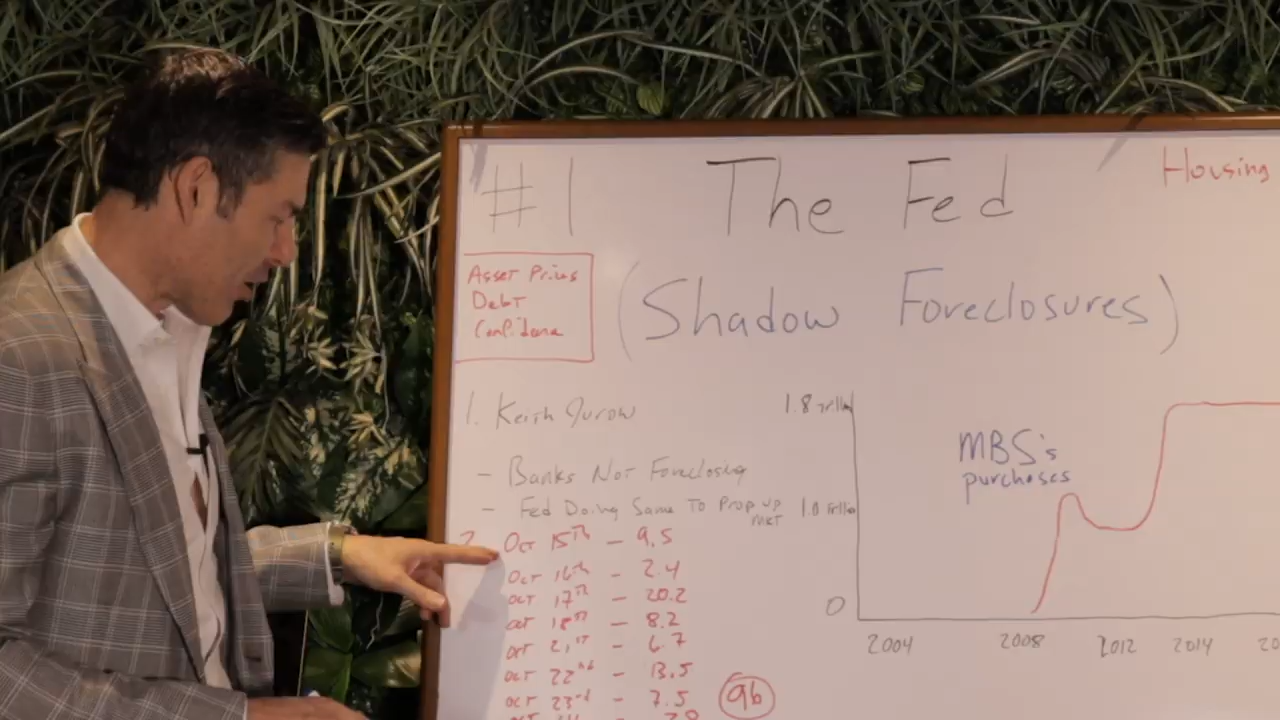 #1 The Fed
Housing
(Shadow Foreclosures)
Asset Prices
Debt
Confidence
1. Keith Jurow
- Banks Not Foreclosing
- Fed Doing Same To Prop up
MKT
2. Oct 15th - 9.5
Oct 16th - 2.4
Oct 17th - 20.2
Oct 18th - 8.2
Oct 21st - 6.7
Oct 22nd - 13.5
Oct 23rd - 7.5
96
1.8 trillion
MBS's
purchases
1.0 trillion
0
2004 2008 2012 2014 20